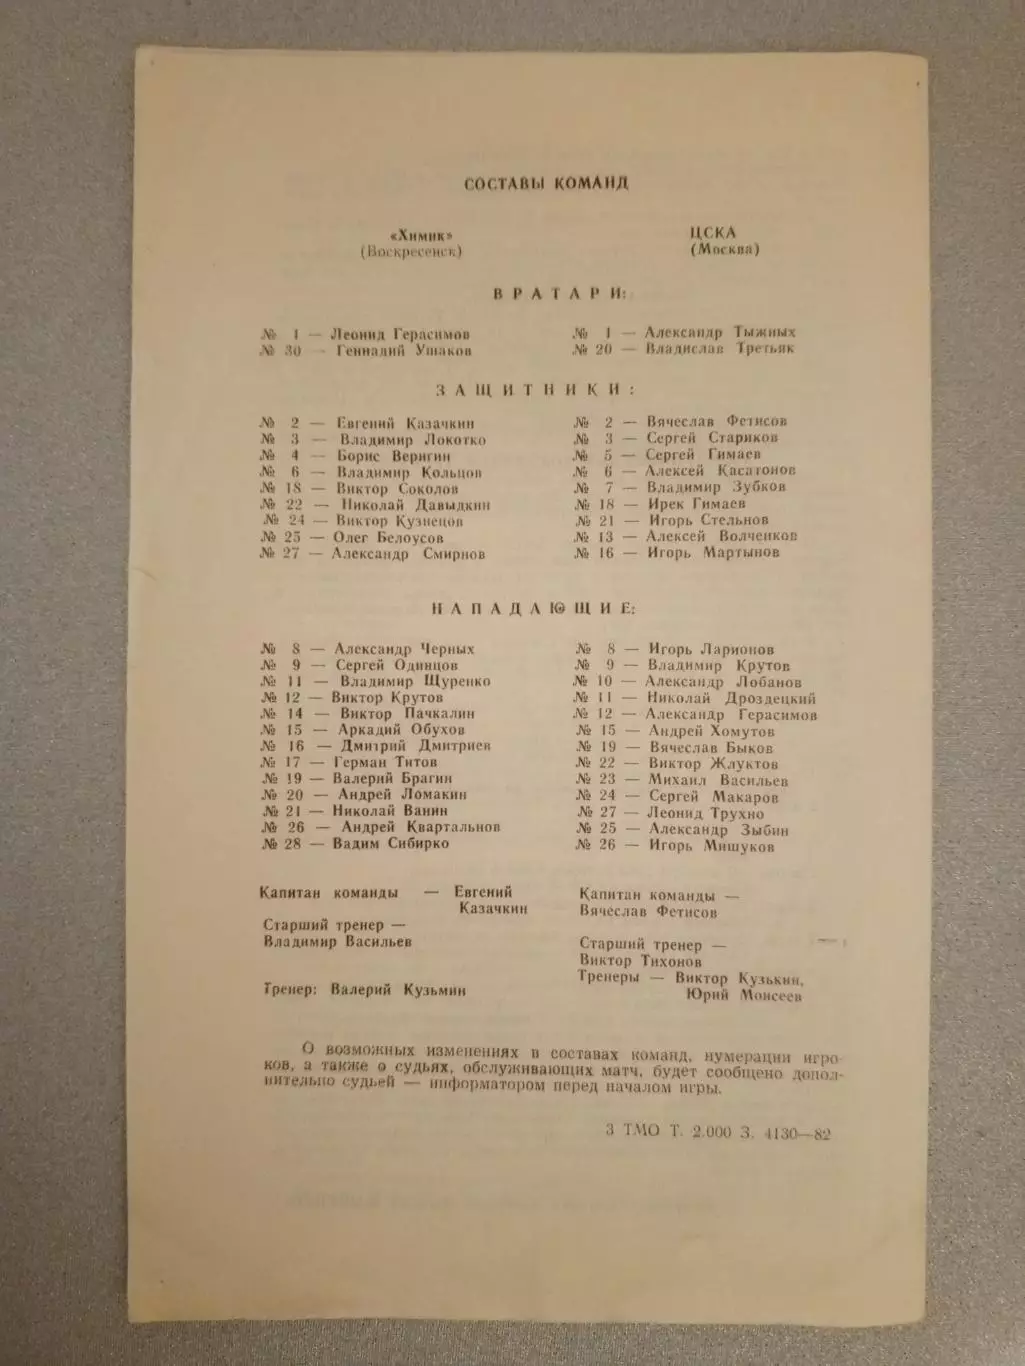 СОСТАВЫ КОМАНД
«Химик» ЦСКА
(Воскресенск) (Москва)
ВРАТАРИ:
№ 1 — Леонид Герасимов № 1 — Александр Тыжных
№ 30 — Геннадий Ушаков № 20 — Владислав Третьяк
ЗАЩИТНИКИ:
№ 2 — Евгений Казачкин № 2 — Вячеслав Фетисов
№ 3 — Владимир Локотко № 3 — Сергей Стариков
№ 4 — Борис Веригин № 5 — Сергей Гимаев
№ 6 — Владимир Кольцов № 6 — Алексей Касатонов
№ 18 — Виктор Соколов № 7 — Владимир Зубков
№ 22 — Николай Давыдкин № 18 — Ирек Гимаев
№ 24 — Виктор Кузнецов № 21 — Игорь Стельнов
№ 25 — Олег Белоусов № 13 — Алексей Волченков
№ 27 — Александр Смирнов № 16 — Игорь Мартынов
НАПАДАЮЩИЕ:
№ 8 — Александр Черных № 8 — Игорь Ларионов
№ 9 — Сергей Одинцов № 9 — Владимир Крутов
№ 11 — Владимир Щуренко № 10 — Александр Лобанов
№ 12 — Виктор Крутов № 11 — Николай Дроздецкий
№ 14 — Виктор Пачкалин № 12 — Александр Герасимов
№ 15 — Аркадий Обухов № 15 — Андрей Хомутов
№ 16 — Дмитрий Дмитриев № 19 — Вячеслав Быков
№ 17 — Герман Титов № 22 — Виктор Жлуктов
№ 19 — Валерий Брагин № 23 — Михаил Васильев
№ 20 — Андрей Ломакин № 24 — Сергей Макаров
№ 21 — Николай Ванин № 27 — Леонид Трухно
№ 26 — Андрей Квартальнов № 25 — Александр Зыбин
№ 28 — Вадим Сибирко № 26 — Игорь Мишуков
Капитан команды — Евгений
Казачкин
Старший тренер —
Владимир Васильев
Тренер: Валерий Кузьмин
Капитан команды —
Вячеслав Фетисов
Старший тренер —
Виктор Тихонов
Тренеры — Виктор Кузькин,
Юрий Моисеев
О возможных изменениях в составах команд, нумерации игро-
ков, а также о судьях, обслуживающих матч, будет сообщено допол-
нительно судьей — информатором перед началом игры.
3 ТМО Т. 2.000 З. 4130—82